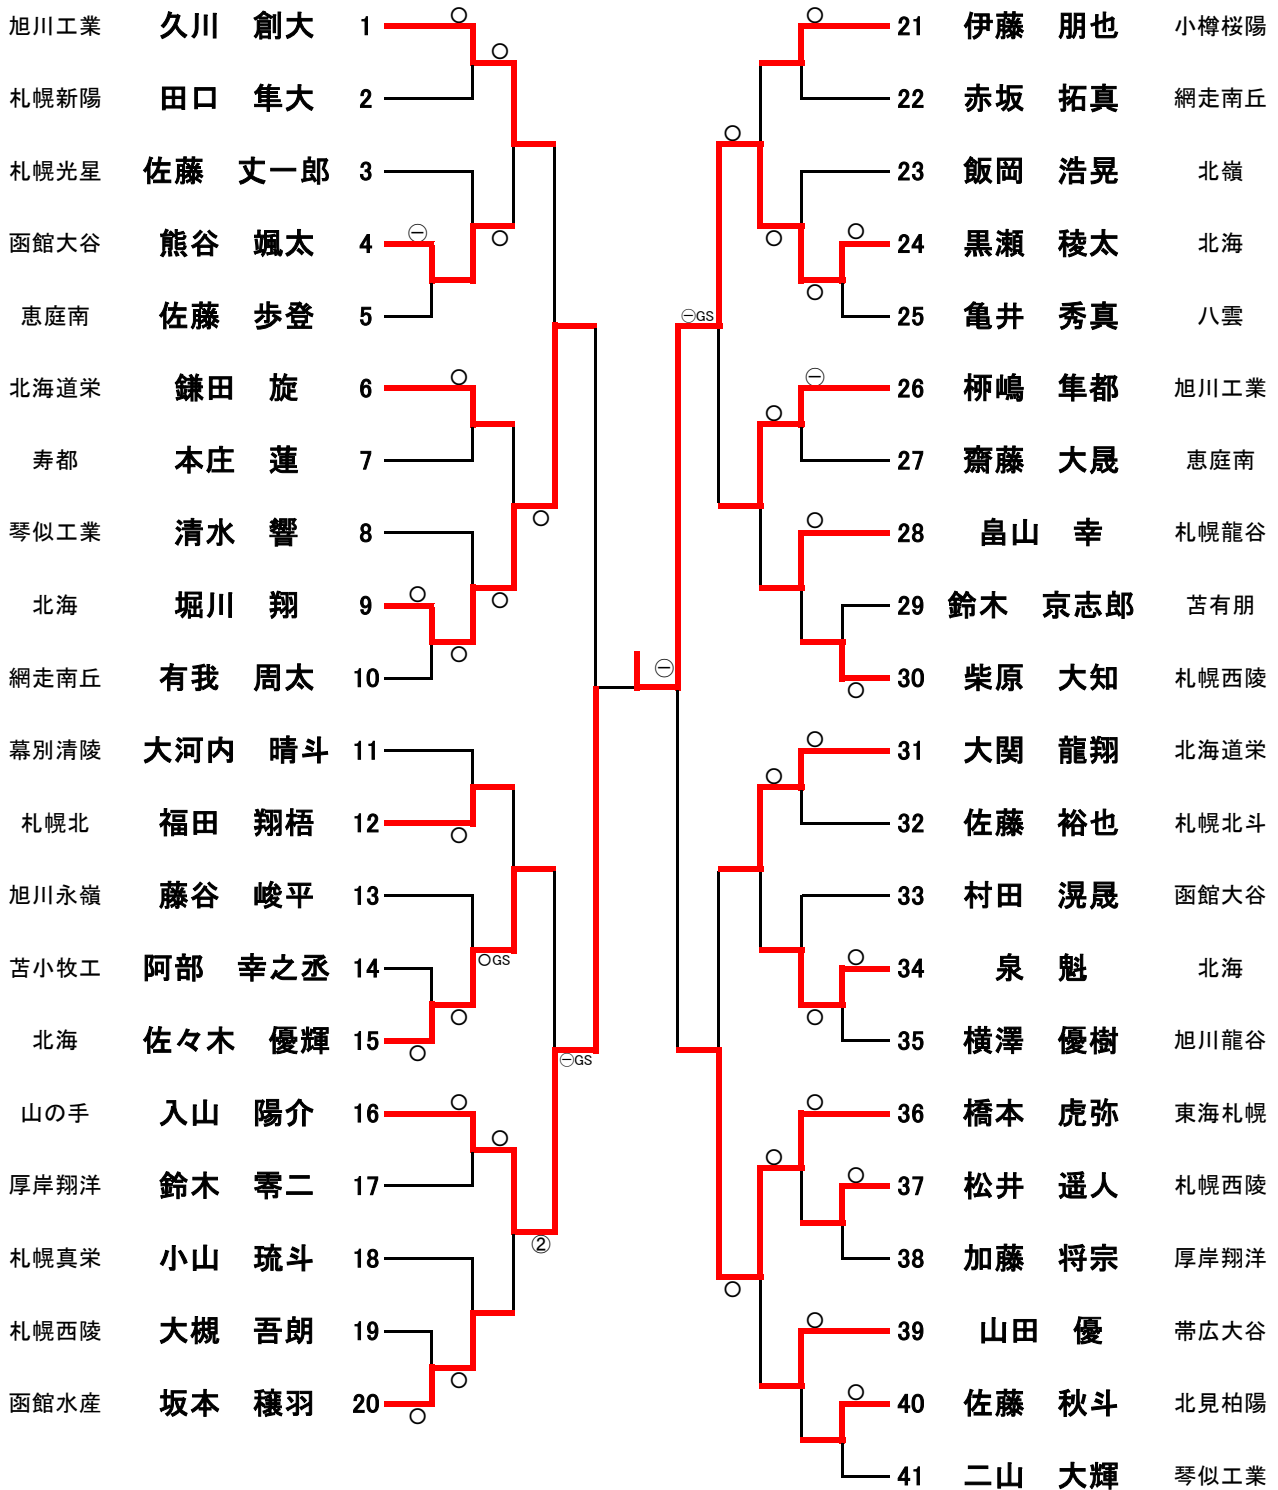 旭川工業 久川 創大 1
札幌新陽 田口 隼大 2
札幌光星 佐藤 丈一郎 3
函館大谷 熊谷 颯太 4
恵庭南 佐藤 歩登 5
北海道栄 鎌田 旋 6
寿都 本庄 蓮 7
琴似工業 清水 響 8
北海 堀川 翔 9
網走南丘 有我 周太 10
幕別清陵 大河内 晴斗 11
札幌北 福田 翔梧 12
旭川永嶺 藤谷 峻平 13
苫小牧工 阿部 幸之丞 14
北海 佐々木 優輝 15
山の手 入山 陽介 16
厚岸翔洋 鈴木 零二 17
札幌真栄 小山 琉斗 18
札幌西陵 大槻 吾朗 19
函館水産 坂本 穣羽 20
○GS
㊀GS
②
㊀GS
㊀
21 伊藤 朋也 小樽桜陽
22 赤坂 拓真 網走南丘
23 飯岡 浩晃 北嶺
24 黒瀬 稜太 北海
25 亀井 秀真 八雲
26 桺嶋 隼都 旭川工業
27 齋藤 大晟 恵庭南
28 畠山 幸 札幌龍谷
29 鈴木 京志郎 苫有朋
30 柴原 大知 札幌西陵
31 大関 龍翔 北海道栄
32 佐藤 裕也 札幌北斗
33 村田 滉晟 函館大谷
34 泉 魁 北海
35 横澤 優樹 旭川龍谷
36 橋本 虎弥 東海札幌
37 松井 遥人 札幌西陵
38 加藤 将宗 厚岸翔洋
39 山田 優 帯広大谷
40 佐藤 秋斗 北見柏陽
41 二山 大輝 琴似工業